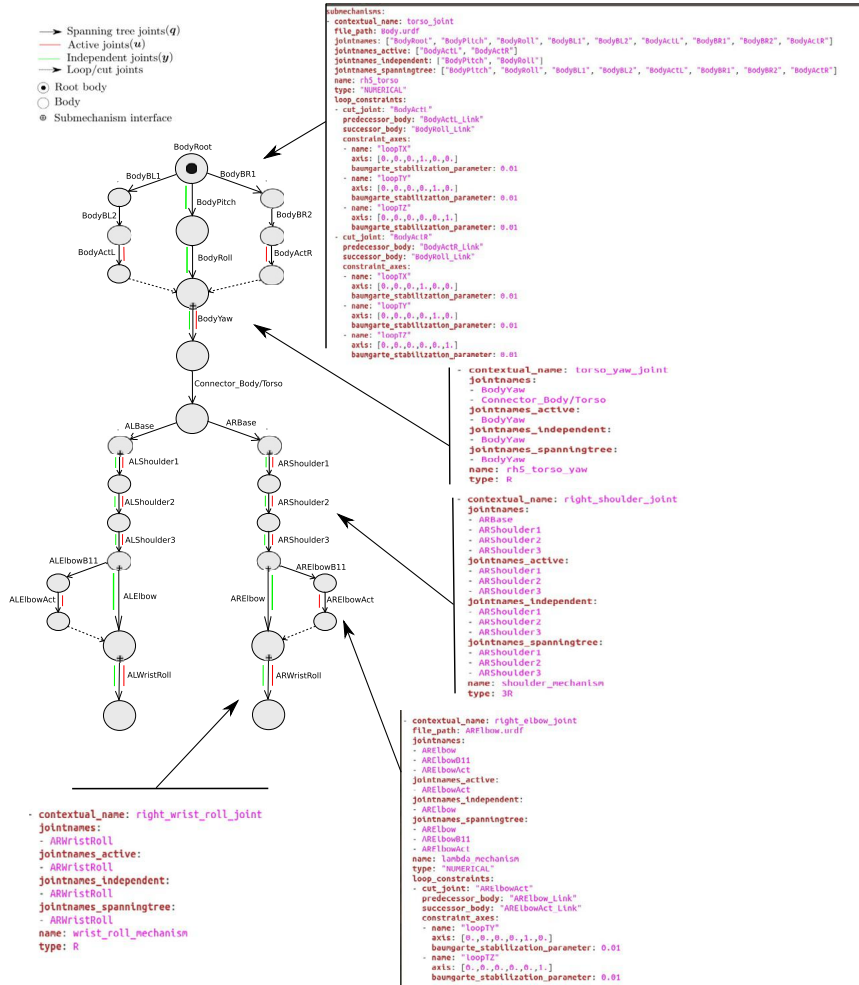 Spanning tree joints(q)
Active joints(u)
Independent joints(y)
Loop/cut joints
Root body
Body
Submechanism interface
BodyRoot
BodyBL1
BodyBR1
BodyPitch
BodyBL2
BodyBR2
BodyActL
BodyRoll
BodyActR
BodyYaw
Connector_Body/Torso
ALBase
ARBase
ALShoulder1
ARShoulder1
ALShoulder2
ARShoulder2
ALShoulder3
ARShoulder3
ALElbowB11
ARElbowB11
ALElbowAct
ALElbow
ARElbow
ARElbowAct
ALWristRoll
ARWristRoll
submechanisms:
- contextual_name: torso_joint
file_path: Body.urdf
jointnames: ["BodyRoot", "BodyPitch", "BodyRoll", "BodyBL1", "BodyBL2", "BodyActL", "BodyBR1", "BodyBR2", "BodyActR"]
jointnames_active: ["BodyActL", "BodyActR"]
jointnames_independent: ["BodyPitch", "BodyRoll"]
jointnames_spanningtree: ["BodyPitch", "BodyRoll", "BodyBL1", "BodyBL2", "BodyActL", "BodyBR1", "BodyBR2", "BodyActR"]
name: rh5_torso
type: "NUMERICAL"
loop_constraints:
- cut_joint: "BodyActL"
predecessor_body: "BodyActL_Link"
successor_body: "BodyRoll_Link"
constraint_axes:
- name: "loopTX"
axis: [0.,0.,0.,1.,0.,0.]
baumgarte_stabilization_parameter: 0.01
- name: "loopTY"
axis: [0.,0.,0.,0.,1.,0.]
baumgarte_stabilization_parameter: 0.01
- name: "loopTZ"
axis: [0.,0.,0.,0.,0.,1.]
baumgarte_stabilization_parameter: 0.01
- cut_joint: "BodyActR"
predecessor_body: "BodyActR_Link"
successor_body: "BodyRoll_Link"
constraint_axes:
- name: "loopTX"
axis: [0.,0.,0.,1.,0.,0.]
baumgarte_stabilization_parameter: 0.01
- name: "loopTY"
axis: [0.,0.,0.,0.,1.,0.]
baumgarte_stabilization_parameter: 0.01
- name: "loopTZ"
axis: [0.,0.,0.,0.,0.,1.]
baumgarte_stabilization_parameter: 0.01
- contextual_name: torso_yaw_joint
jointnames:
- BodyYaw
- Connector_Body/Torso
jointnames_active:
- BodyYaw
jointnames_independent:
- BodyYaw
jointnames_spanningtree:
- BodyYaw
name: rh5_torso_yaw
type: R
- contextual_name: right_shoulder_joint
jointnames:
- ARBase
- ARShoulder1
- ARShoulder2
- ARShoulder3
jointnames_active:
- ARShoulder1
- ARShoulder2
- ARShoulder3
jointnames_independent:
- ARShoulder1
- ARShoulder2
- ARShoulder3
jointnames_spanningtree:
- ARShoulder1
- ARShoulder2
- ARShoulder3
name: shoulder_mechanism
type: 3R
- contextual_name: right_elbow_joint
file_path: ARElbow.urdf
jointnames:
- ARElbow
- ARElbowB11
- ARElbowAct
jointnames_active:
- ARElbowAct
jointnames_independent:
- ARElbow
jointnames_spanningtree:
- ARElbow
- ARElbowB11
- ARElbowAct
name: lambda_mechanism
type: "NUMERICAL"
loop_constraints:
- cut_joint: "ARElbowAct"
predecessor_body: "ARElbow_Link"
successor_body: "ARElbowAct_Link"
constraint_axes:
- name: "loopTY"
axis: [0.,0.,0.,0.,1.,0.]
baumgarte_stabilization_parameter: 0.01
- name: "loopTZ"
axis: [0.,0.,0.,0.,0.,1.]
baumgarte_stabilization_parameter: 0.01
- contextual_name: right_wrist_roll_joint
jointnames:
- ARWristRoll
jointnames_active:
- ARWristRoll
jointnames_independent:
- ARWristRoll
jointnames_spanningtree:
- ARWristRoll
name: wrist_roll_mechanism
type: R